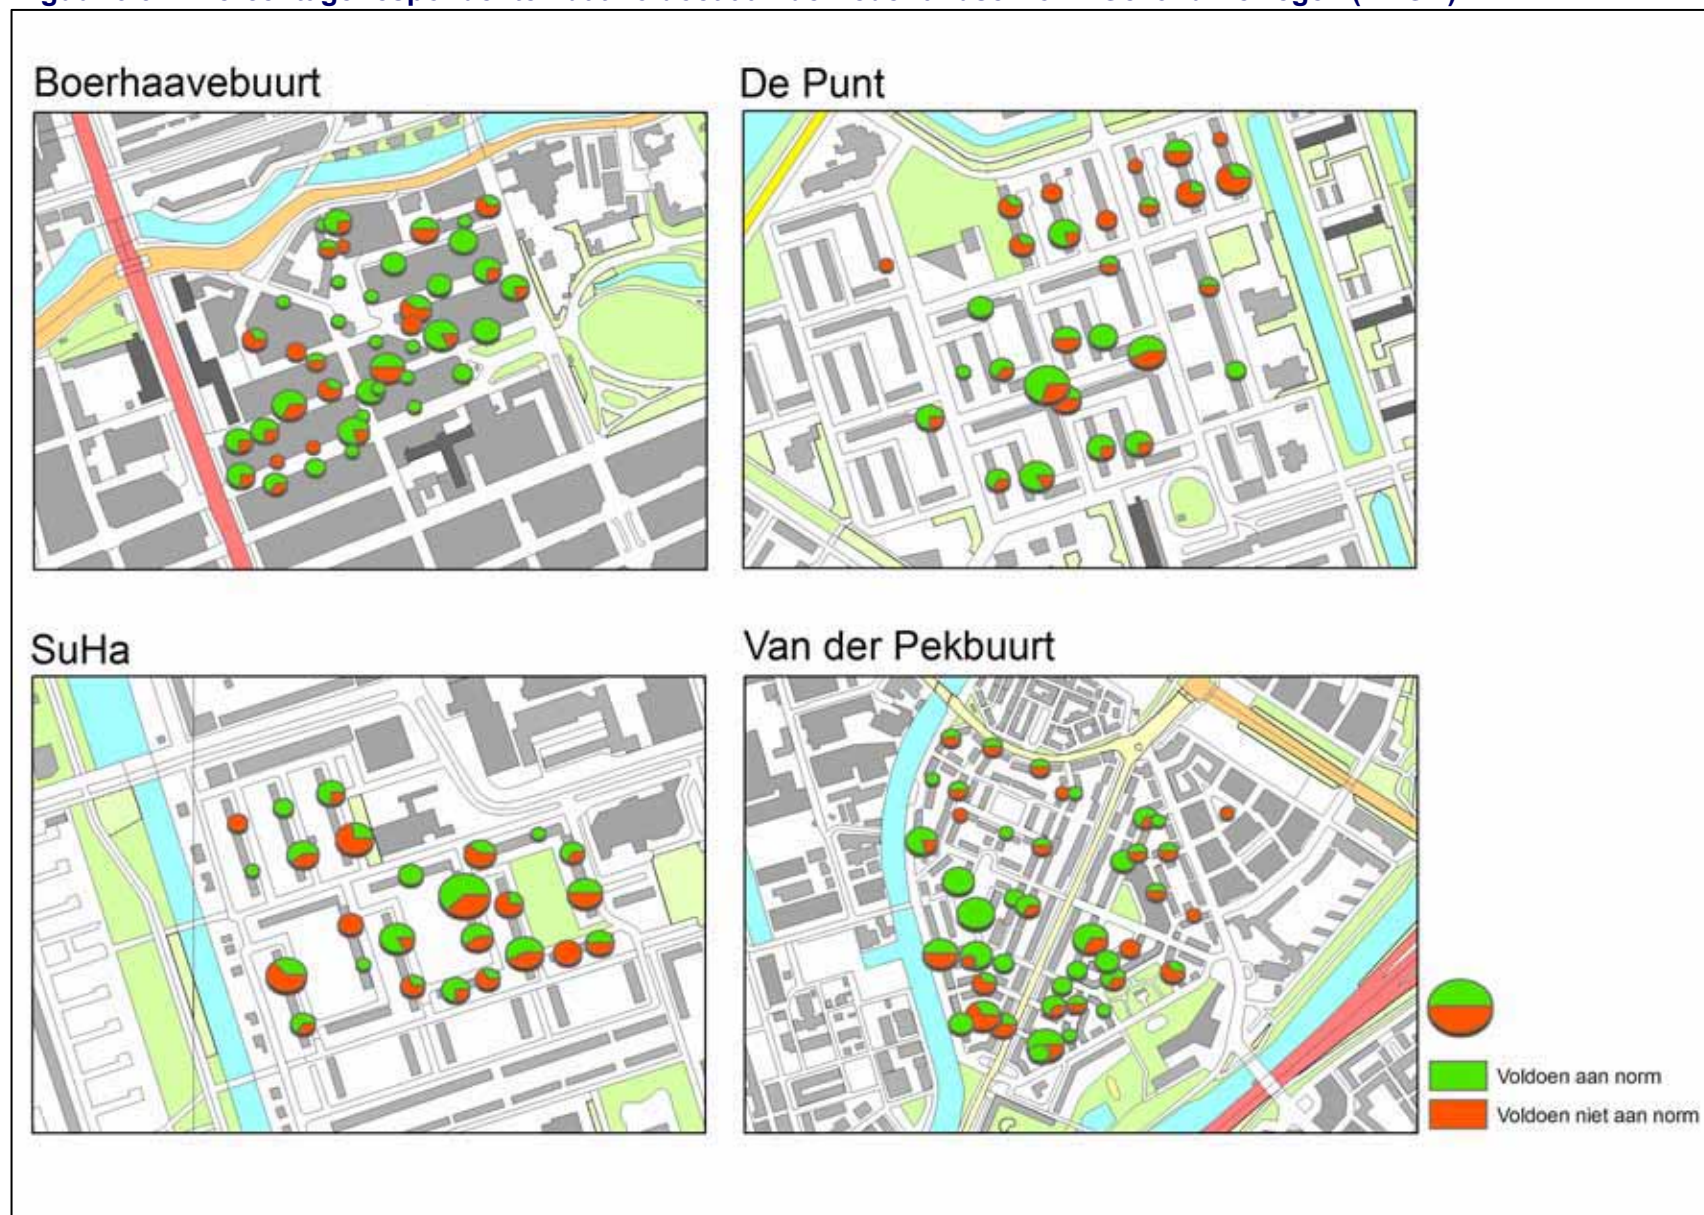 Boerhaavebuurt
De Punt
SuHa
Van der Pekbuurt
Voldoen aan norm
Voldoen niet aan norm